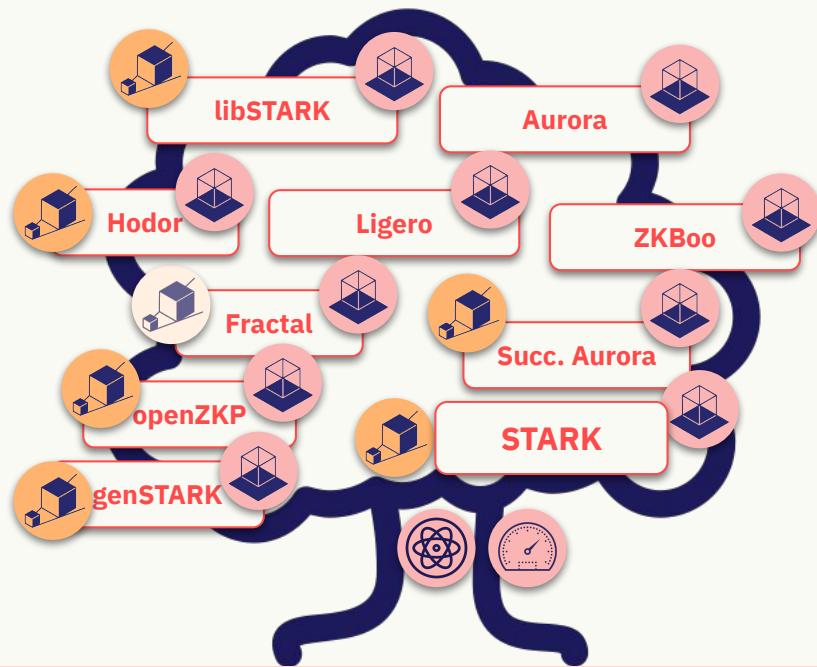 libSTARK
Aurora
Hodor
Ligero
ZKBoo
Fractal
Succ. Aurora
openZKP
STARK
genSTARK